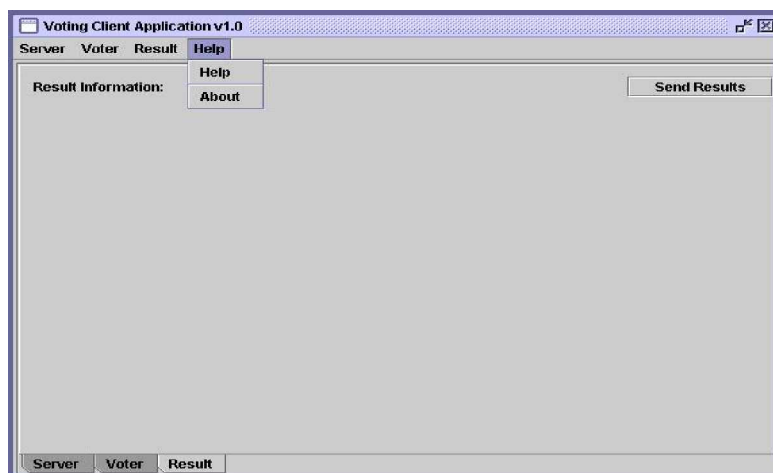 Voting Client Application v1.0
Server Voter Result Help
Help
Result Information: Send Results
About
Server Voter Result